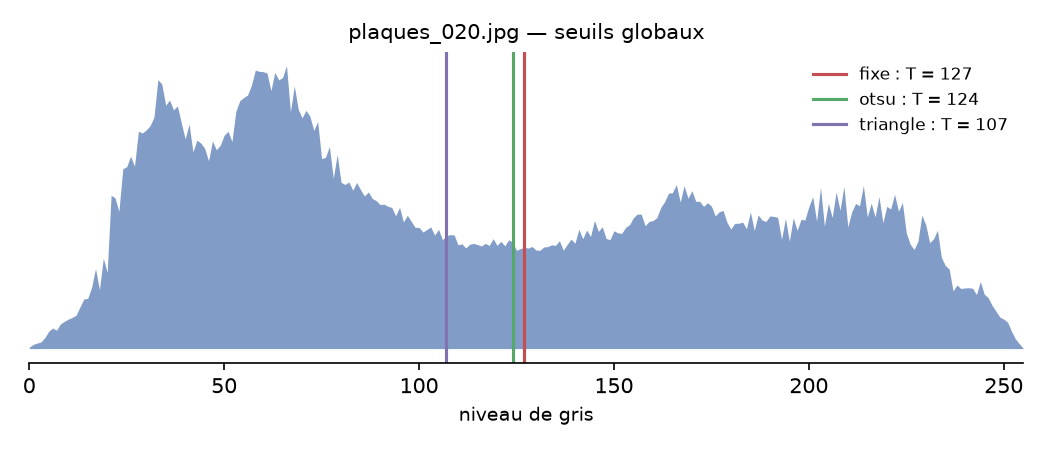 plaques_020.jpg — seuils globaux
fixe : T = 127
otsu : T = 124
triangle : T = 107
0 50 100 150 200 250
niveau de gris